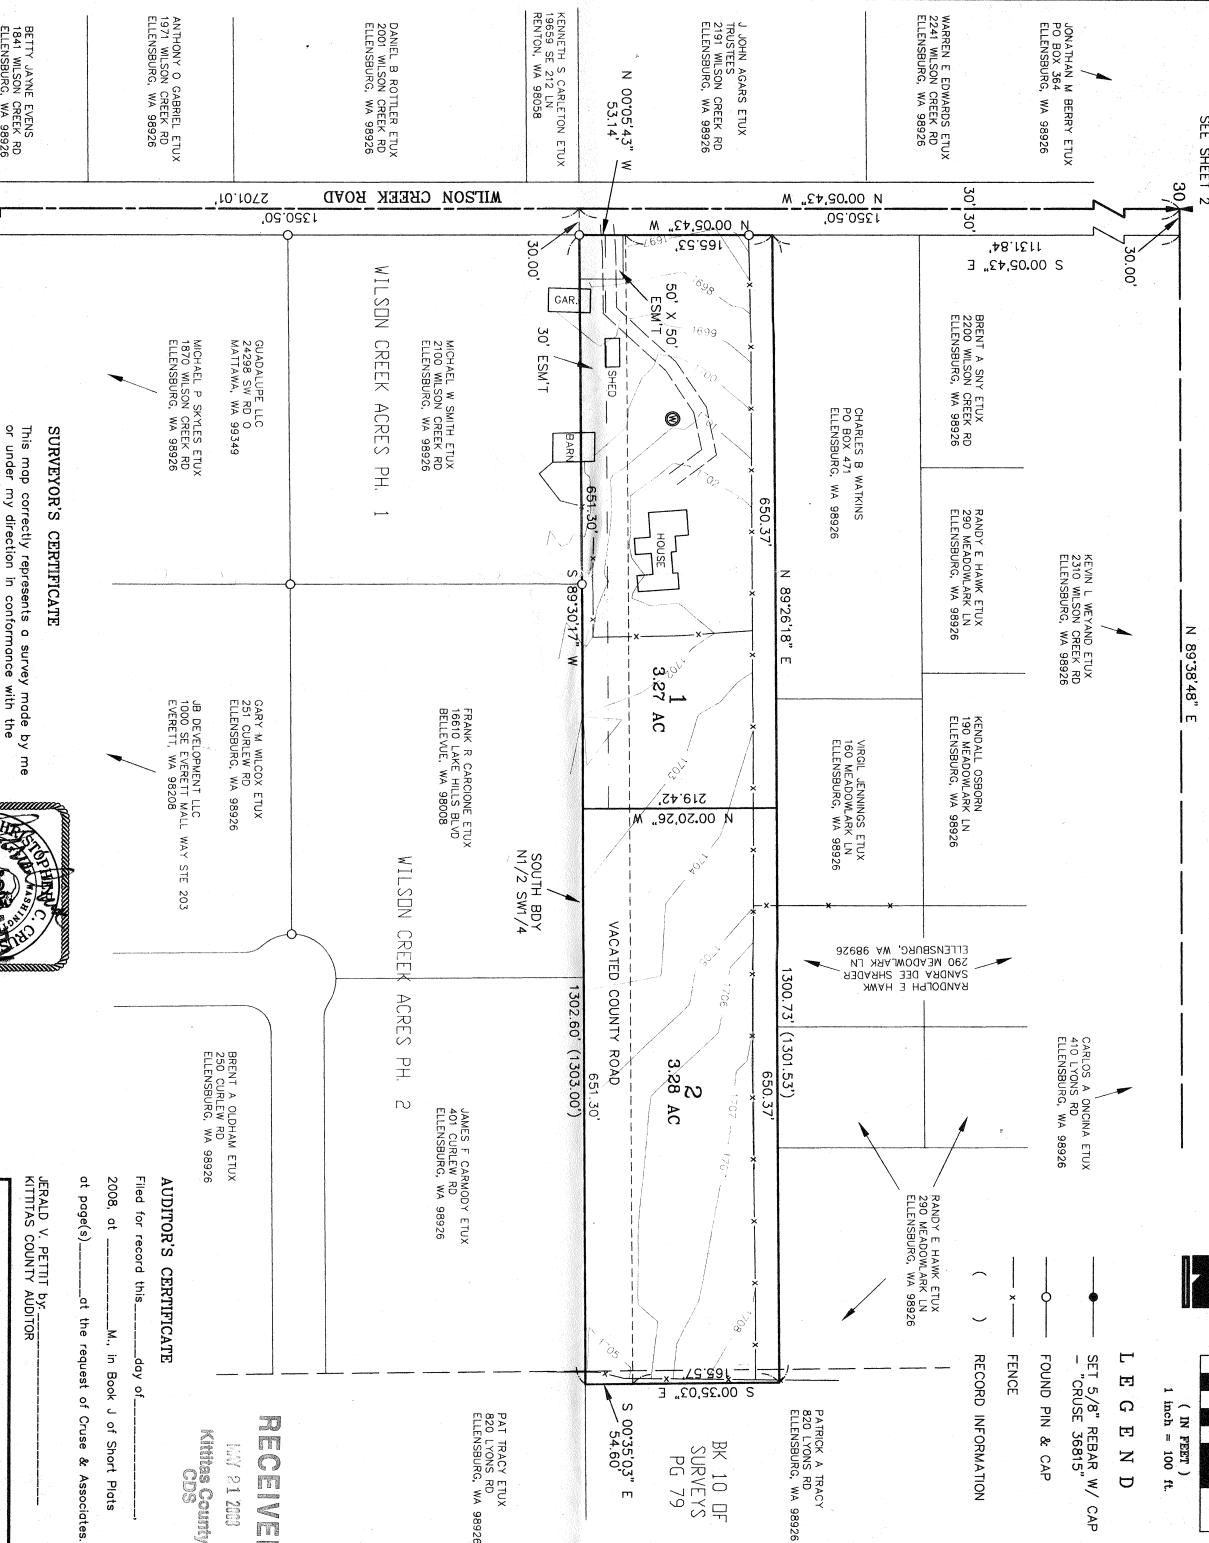 SEE SHEET 2
30
N 89°38'48" E
JONATHAN M BERRY ETUX
PO BOX 364
ELLENSBURG, WA 98926
WARREN E EDWARDS ETUX
2241 WILSON CREEK RD
ELLENSBURG, WA 98926
J JOHN AGARS ETUX
TRUSTEES
2191 WILSON CREEK RD
ELLENSBURG, WA 98926
N 00°05'43" W
53.14'
KENNETH S CARLETON ETUX
19659 SE 212 LN
RENTON, WA 98058
DANIEL B ROTTLER ETUX
2001 WILSON CREEK RD
ELLENSBURG, WA 98926
ANTHONY O GABRIEL ETUX
1971 WILSON CREEK RD
ELLENSBURG, WA 98926
BETTY JAYNE EVENS
1841 WILSON CREEK RD
ELLENSBURG, WA 98926
WILSON CREEK ROAD
2701.01'
1350.50'
N 00°05'43" W
1350.50'
30' 30'
N 00°05'43" W
165.53'
30.00'
S 00°05'43" E
1131.84'
30.00'
BRENT A SNY ETUX
2200 WILSON CREEK RD
ELLENSBURG, WA 98926
RANDY E HAWK ETUX
290 MEADOWLARK LN
ELLENSBURG, WA 98926
KENDALL OSBORN
190 MEADOWLARK LN
ELLENSBURG, WA 98926
KEVIN L WEYAND ETUX
2310 WILSON CREEK RD
ELLENSBURG, WA 98926
CHARLES B WATKINS
PO BOX 471
ELLENSBURG, WA 98926
VIRGIL JENNINGS ETUX
160 MEADOWLARK LN
ELLENSBURG, WA 98926
RANDOLPH E HAWK
SANDRA DEE SHRADER
290 MEADOWLARK LN
ELLENSBURG, WA 98926
CARLOS A ONCINA ETUX
410 LYONS RD
ELLENSBURG, WA 98926
RANDY E HAWK ETUX
290 MEADOWLARK LN
ELLENSBURG, WA 98926
N 89°26'18" E
1300.73' (1301.53')
650.37'
650.37'
1697
1698
1699
1700
1702
1703
1703
1704
1705
1706
1707
1708
1705
50' X 50'
ESM'T
GAR.
SHED
30' ESM'T
BARN
W
HOUSE
651.30'
S 89°30'17" W
1
3.27 AC
219.42'
N 00°20'26" W
VACATED COUNTY ROAD
2
3.28 AC
1302.60' (1303.00')
651.30'
S 00°35'03" E
165.57'
S 00°35'03" E
54.60'
SOUTH BDY
N1/2 SW1/4
WILSON CREEK ACRES PH. 1
MICHAEL W SMITH ETUX
2100 WILSON CREEK RD
ELLENSBURG, WA 98926
GUADALUPE LLC
24298 SW RD O
MATTAWA, WA 99349
MICHAEL P SKYLES ETUX
1870 WILSON CREEK RD
ELLENSBURG, WA 98926
FRANK R CARCIONE ETUX
16610 LAKE HILLS BLVD
BELLEVUE, WA 98008
GARY M WILCOX ETUX
251 CURLEW RD
ELLENSBURG, WA 98926
JB DEVELOPMENT LLC
1000 SE EVERETT MALL WAY STE 203
EVERETT, WA 98208
WILSON CREEK ACRES PH. 2
JAMES F CARMODY ETUX
401 CURLEW RD
ELLENSBURG, WA 98926
BRENT A OLDHAM ETUX
250 CURLEW RD
ELLENSBURG, WA 98926
PAT TRACY ETUX
820 LYONS RD
ELLENSBURG, WA 98926
PATRICK A TRACY
820 LYONS RD
ELLENSBURG, WA 98926
BK 10 OF
SURVEYS
PG 79
( IN FEET )
1 inch = 100 ft.
LEGEND
SET 5/8" REBAR W/ CAP
- "CRUSE 36815"
FOUND PIN & CAP
FENCE
( ) RECORD INFORMATION
SURVEYOR'S CERTIFICATE
This map correctly represents a survey made by me
or under my direction in conformance with the
AUDITOR'S CERTIFICATE
Filed for record this______day of__________,
2008, at __________M., in Book J of Short Plats
at page(s)______at the request of Cruse & Associates.
JERALD V. PETTIT by:____________
KITTITAS COUNTY AUDITOR
RECEIVE
MAY 21 2008
Kittitas County
CDS